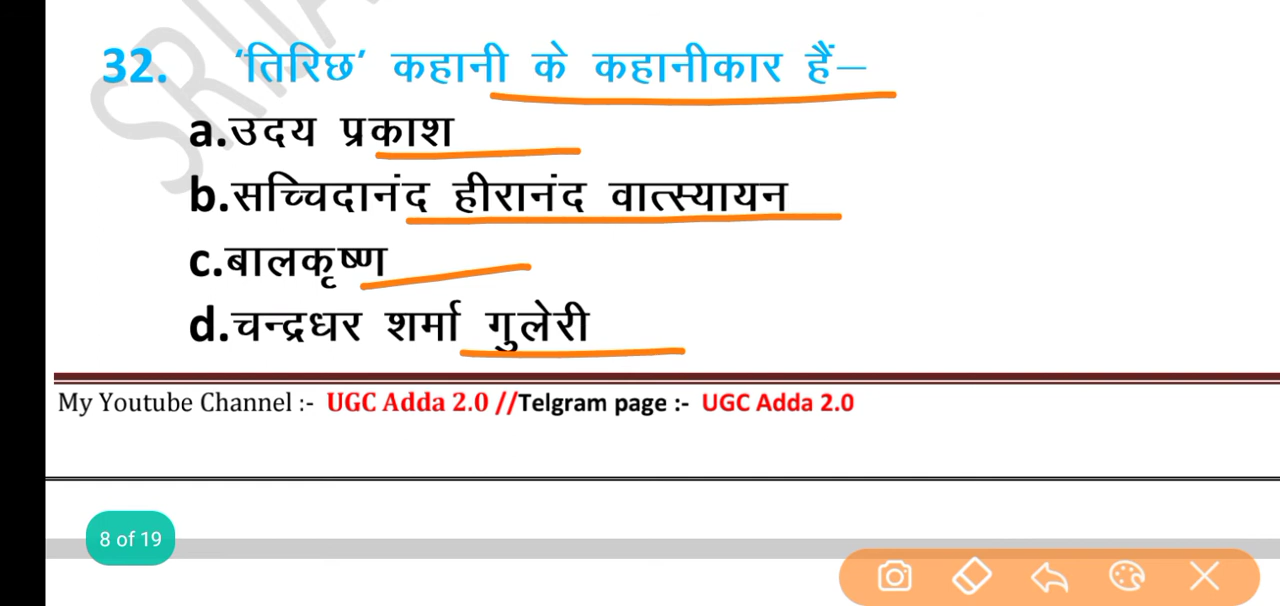 SRIJA
32. ‘तिरिछ’ कहानी के कहानीकार हैं–
a.उदय प्रकाश
b.सच्चिदानंद हीरानंद वात्स्यायन
c.बालकृष्ण
d.चन्द्रधर शर्मा गुलेरी
My Youtube Channel :- UGC Adda 2.0 //Telgram page :- UGC Adda 2.0
8 of 19